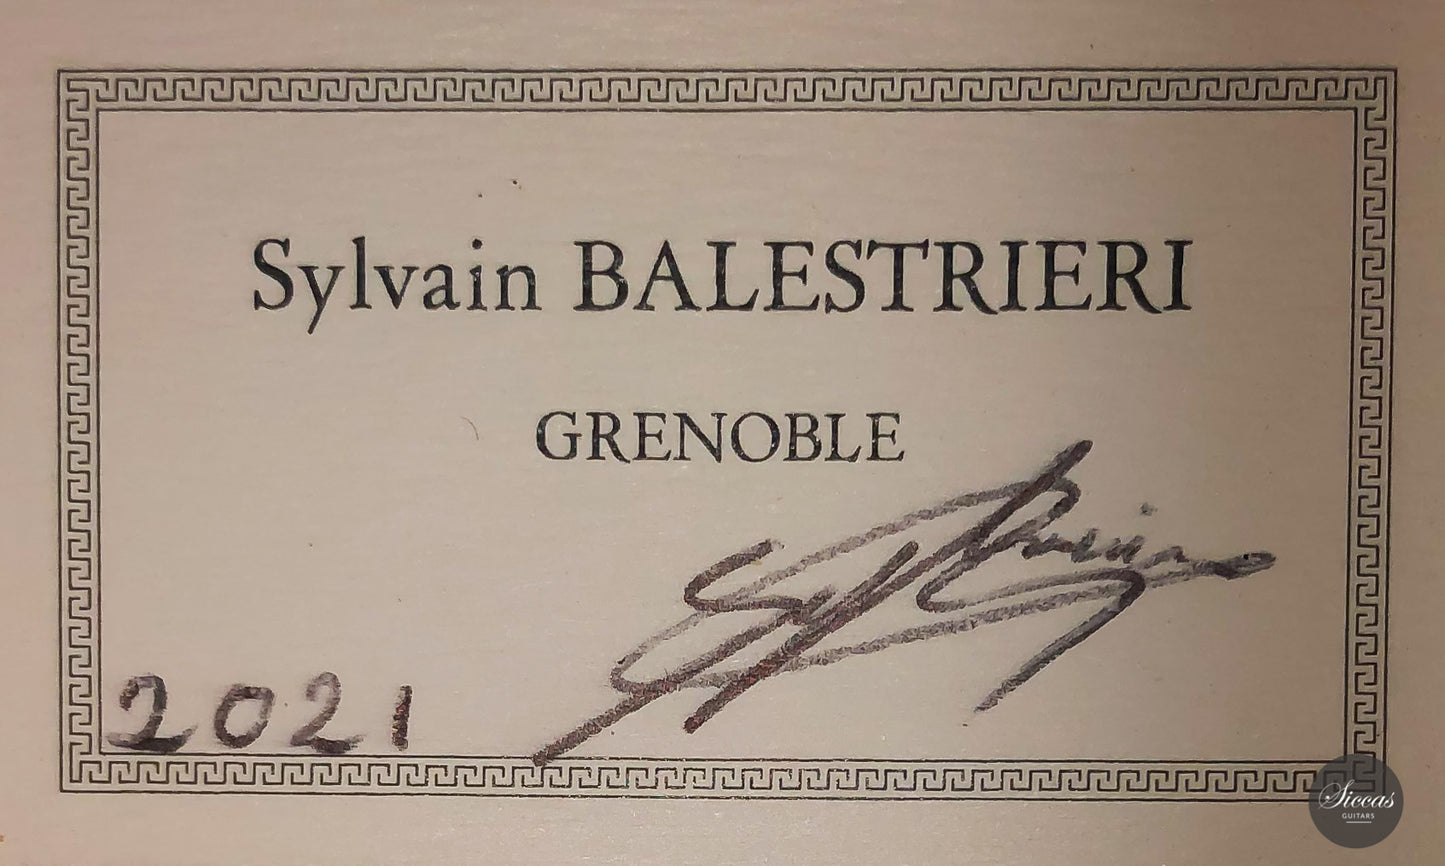 Sylvain BALESTRIERI
GRENOBLE
2021
Siccas
GUITARS